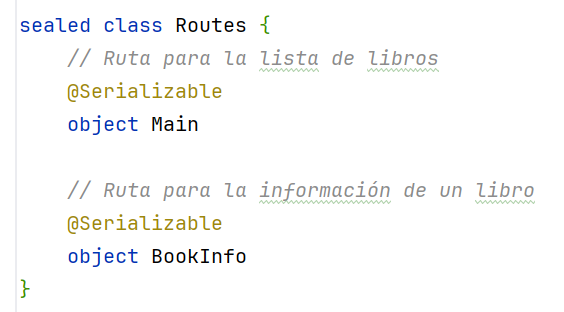 sealed class Routes {
// Ruta para la lista de libros
@Serializable
object Main
// Ruta para la información de un libro
@Serializable
object BookInfo
}